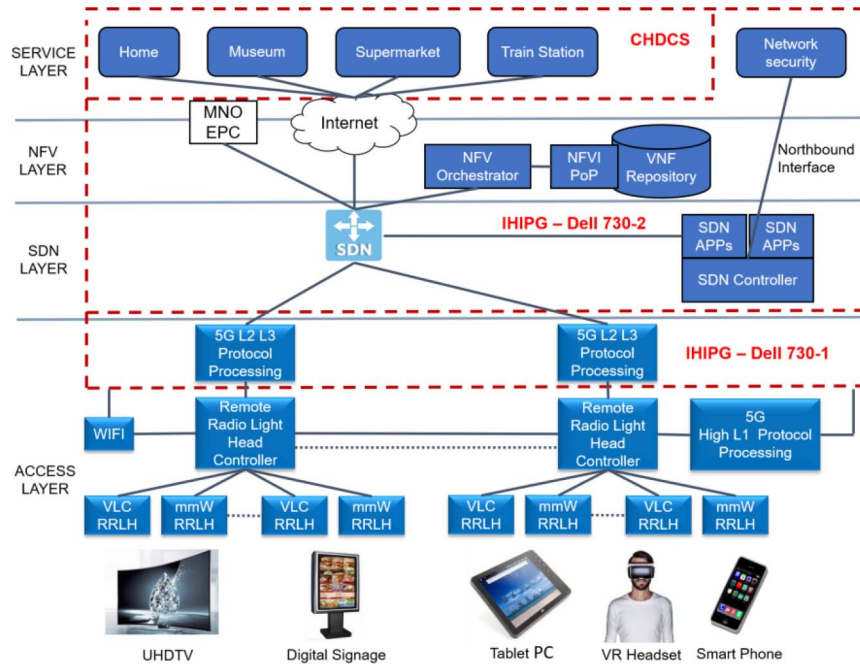 SERVICE
LAYER
Home
Museum
Supermarket
Train Station
CHDCS
Network
security
MNO
EPC
Internet
NFV
LAYER
NFV
Orchestrator
NFVI
PoP
VNF
Repository
Northbound
Interface
SDN
LAYER
SDN
IHIPG – Dell 730-2
SDN
APPs
SDN
APPs
SDN Controller
5G L2 L3
Protocol
Processing
5G L2 L3
Protocol
Processing
IHIPG – Dell 730-1
ACCESS
LAYER
WIFI
Remote
Radio Light
Head
Controller
Remote
Radio Light
Head
Controller
5G
High L1 Protocol
Processing
VLC
RRLH
mmW
RRLH
VLC
RRLH
mmW
RRLH
VLC
RRLH
mmW
RRLH
VLC
RRLH
mmW
RRLH
UHDTV
Digital Signage
Tablet PC
VR Headset
Smart Phone